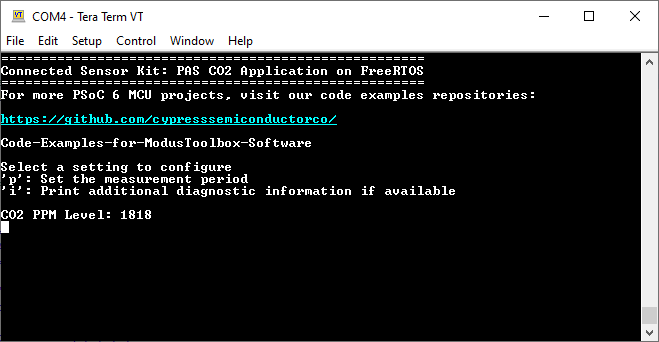 COM4 - Tera Term VT
File Edit Setup Control Window Help
==================================================
Connected Sensor Kit: PAS CO2 Application on FreeRTOS
==================================================
For more PSoC 6 MCU projects, visit our code examples repositories:
https://github.com/cypresssemiconductorco/
Code-Examples-for-ModusToolbox-Software
Select a setting to configure
'p': Set the measurement period
'i': Print additional diagnostic information if available
CO2 PPM Level: 1818